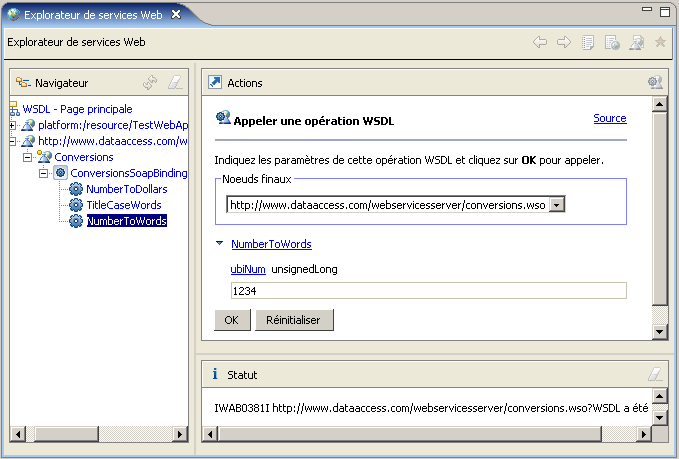 Explorateur de services Web
Explorateur de services Web
Navigateur
WSDL - Page principale
platform:/resource/TestWebAp
http://www.dataaccess.com/w
Conversions
ConversionsSoapBinding
NumberToDollars
TitleCaseWords
NumberToWords
Actions
Appeler une opération WSDL
Source
Indiquez les paramètres de cette opération WSDL et cliquez sur OK pour appeler.
Noeuds finaux
http://www.dataaccess.com/webservicesserver/conversions.wso
NumberToWords
ubiNum unsignedLong
1234
OK Réinitialiser
i Statut
IWAB0381I http://www.dataaccess.com/webservicesserver/conversions.wso?WSDL a été